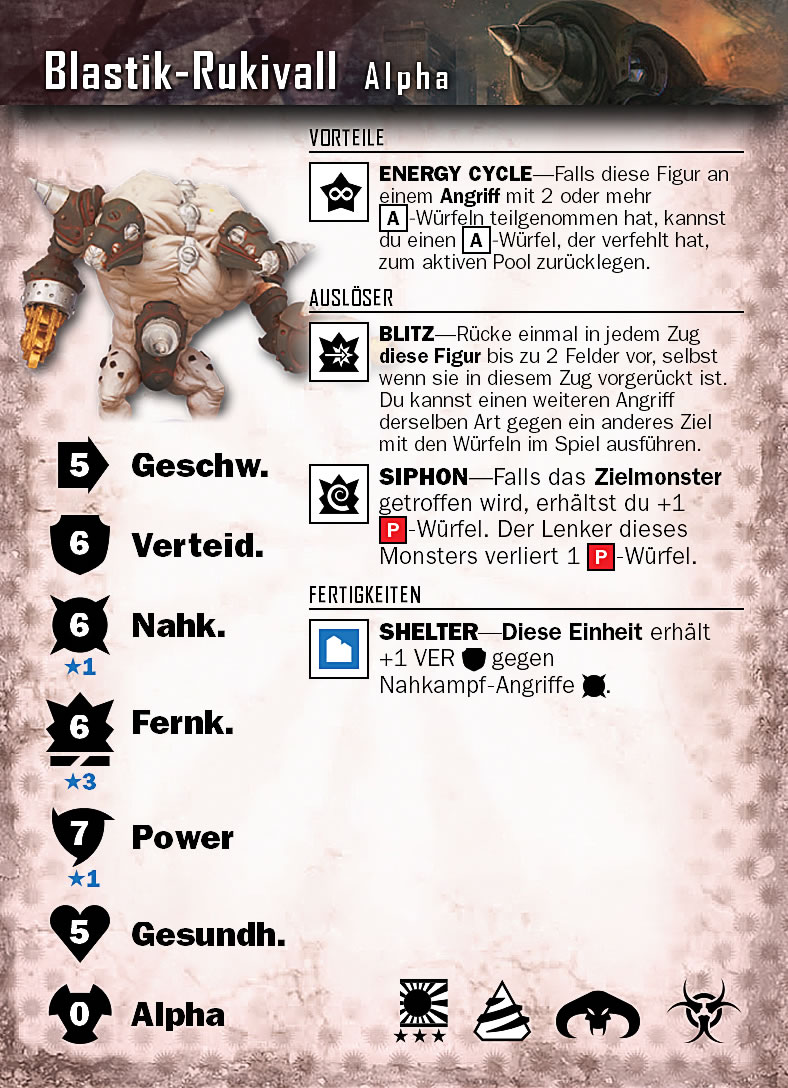 Blastik-Rukivall Alpha
VORTEILE
ENERGY CYCLE—Falls diese Figur an
einem Angriff mit 2 oder mehr
A-Würfeln teilgenommen hat, kannst
du einen A-Würfel, der verfehlt hat,
zum aktiven Pool zurücklegen.
AUSLÖSER
BLITZ—Rücke einmal in jedem Zug
diese Figur bis zu 2 Felder vor, selbst
wenn sie in diesem Zug vorgerückt ist.
Du kannst einen weiteren Angriff
derselben Art gegen ein anderes Ziel
mit den Würfeln im Spiel ausführen.
SIPHON—Falls das Zielmonster
getroffen wird, erhältst du +1
P-Würfel. Der Lenker dieses
Monsters verliert 1 P-Würfel.
FERTIGKEITEN
SHELTER—Diese Einheit erhält
+1 VER gegen
Nahkampf-Angriffe .
5 Geschw.
6 Verteid.
6 Nahk.
★1
6 Fernk.
★3
7 Power
★1
5 Gesundh.
0 Alpha
★★★